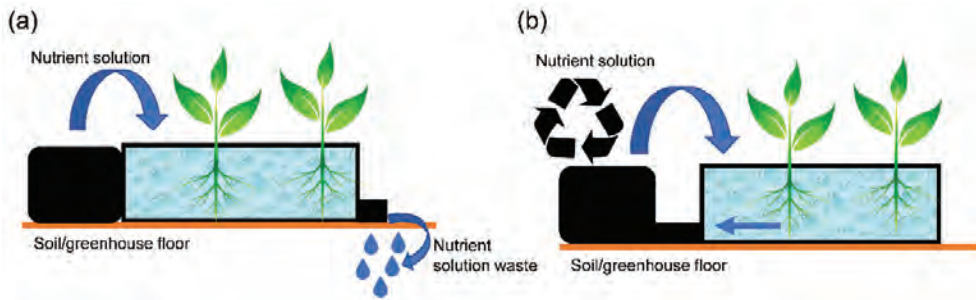 (a)
Nutrient solution
Soil/greenhouse floor
Nutrient
solution waste
(b)
Nutrient solution
Soil/greenhouse floor